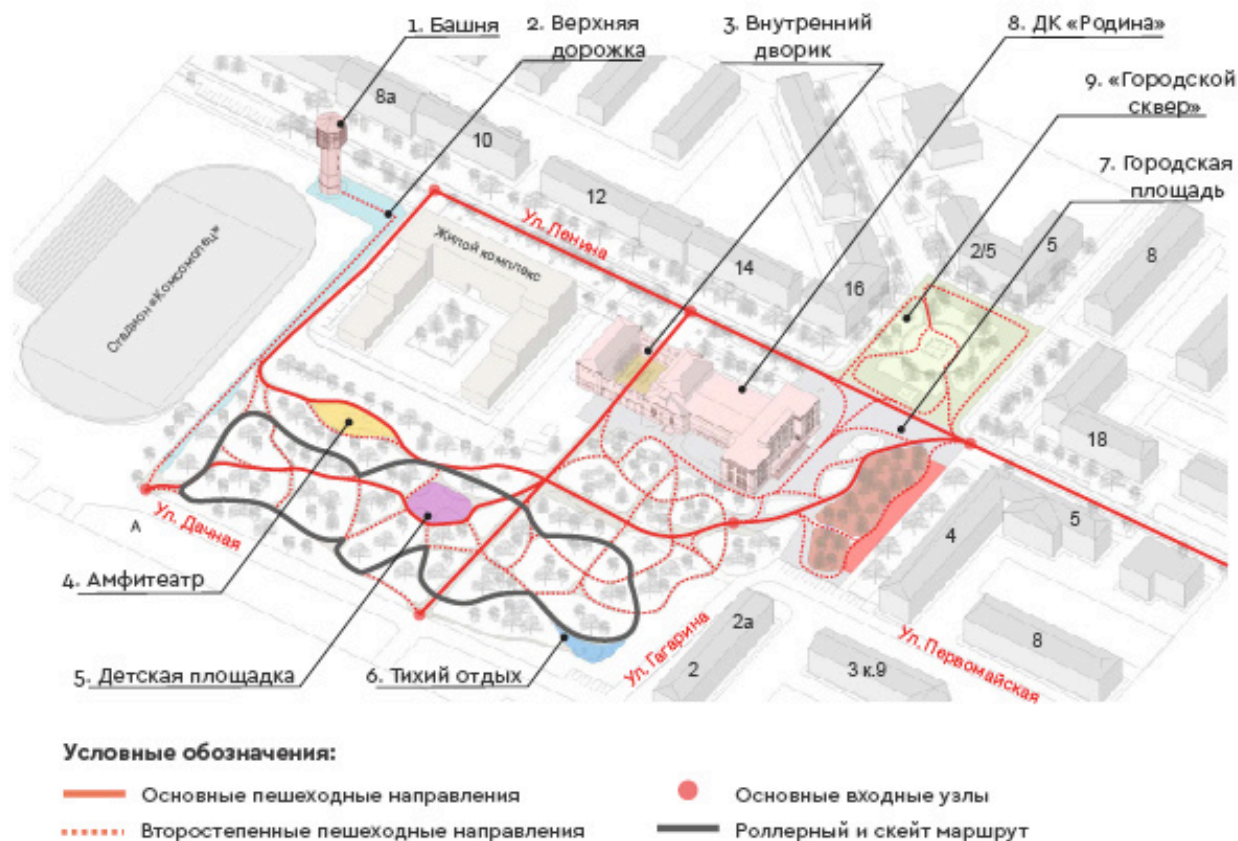 1. Башня
2. Верхняя
дорожка
3. Внутренний
дворик
8. ДК «Родина»
9. «Городской
сквер»
7. Городская
площадь
8а
10
12
14
16
2/5
5
8
18
Ул. Ленина
Жилой комплекс
Стадион «Комсомолец»
А
Ул. Дачная
4
5
4. Амфитеатр
5. Детская площадка
6. Тихий отдых
Ул. Гагарина
2а
2
3 к.9
8
Ул. Первомайская
Условные обозначения:
Основные пешеходные направления
Основные входные узлы
Второстепенные пешеходные направления
Роллерный и скейт маршрут